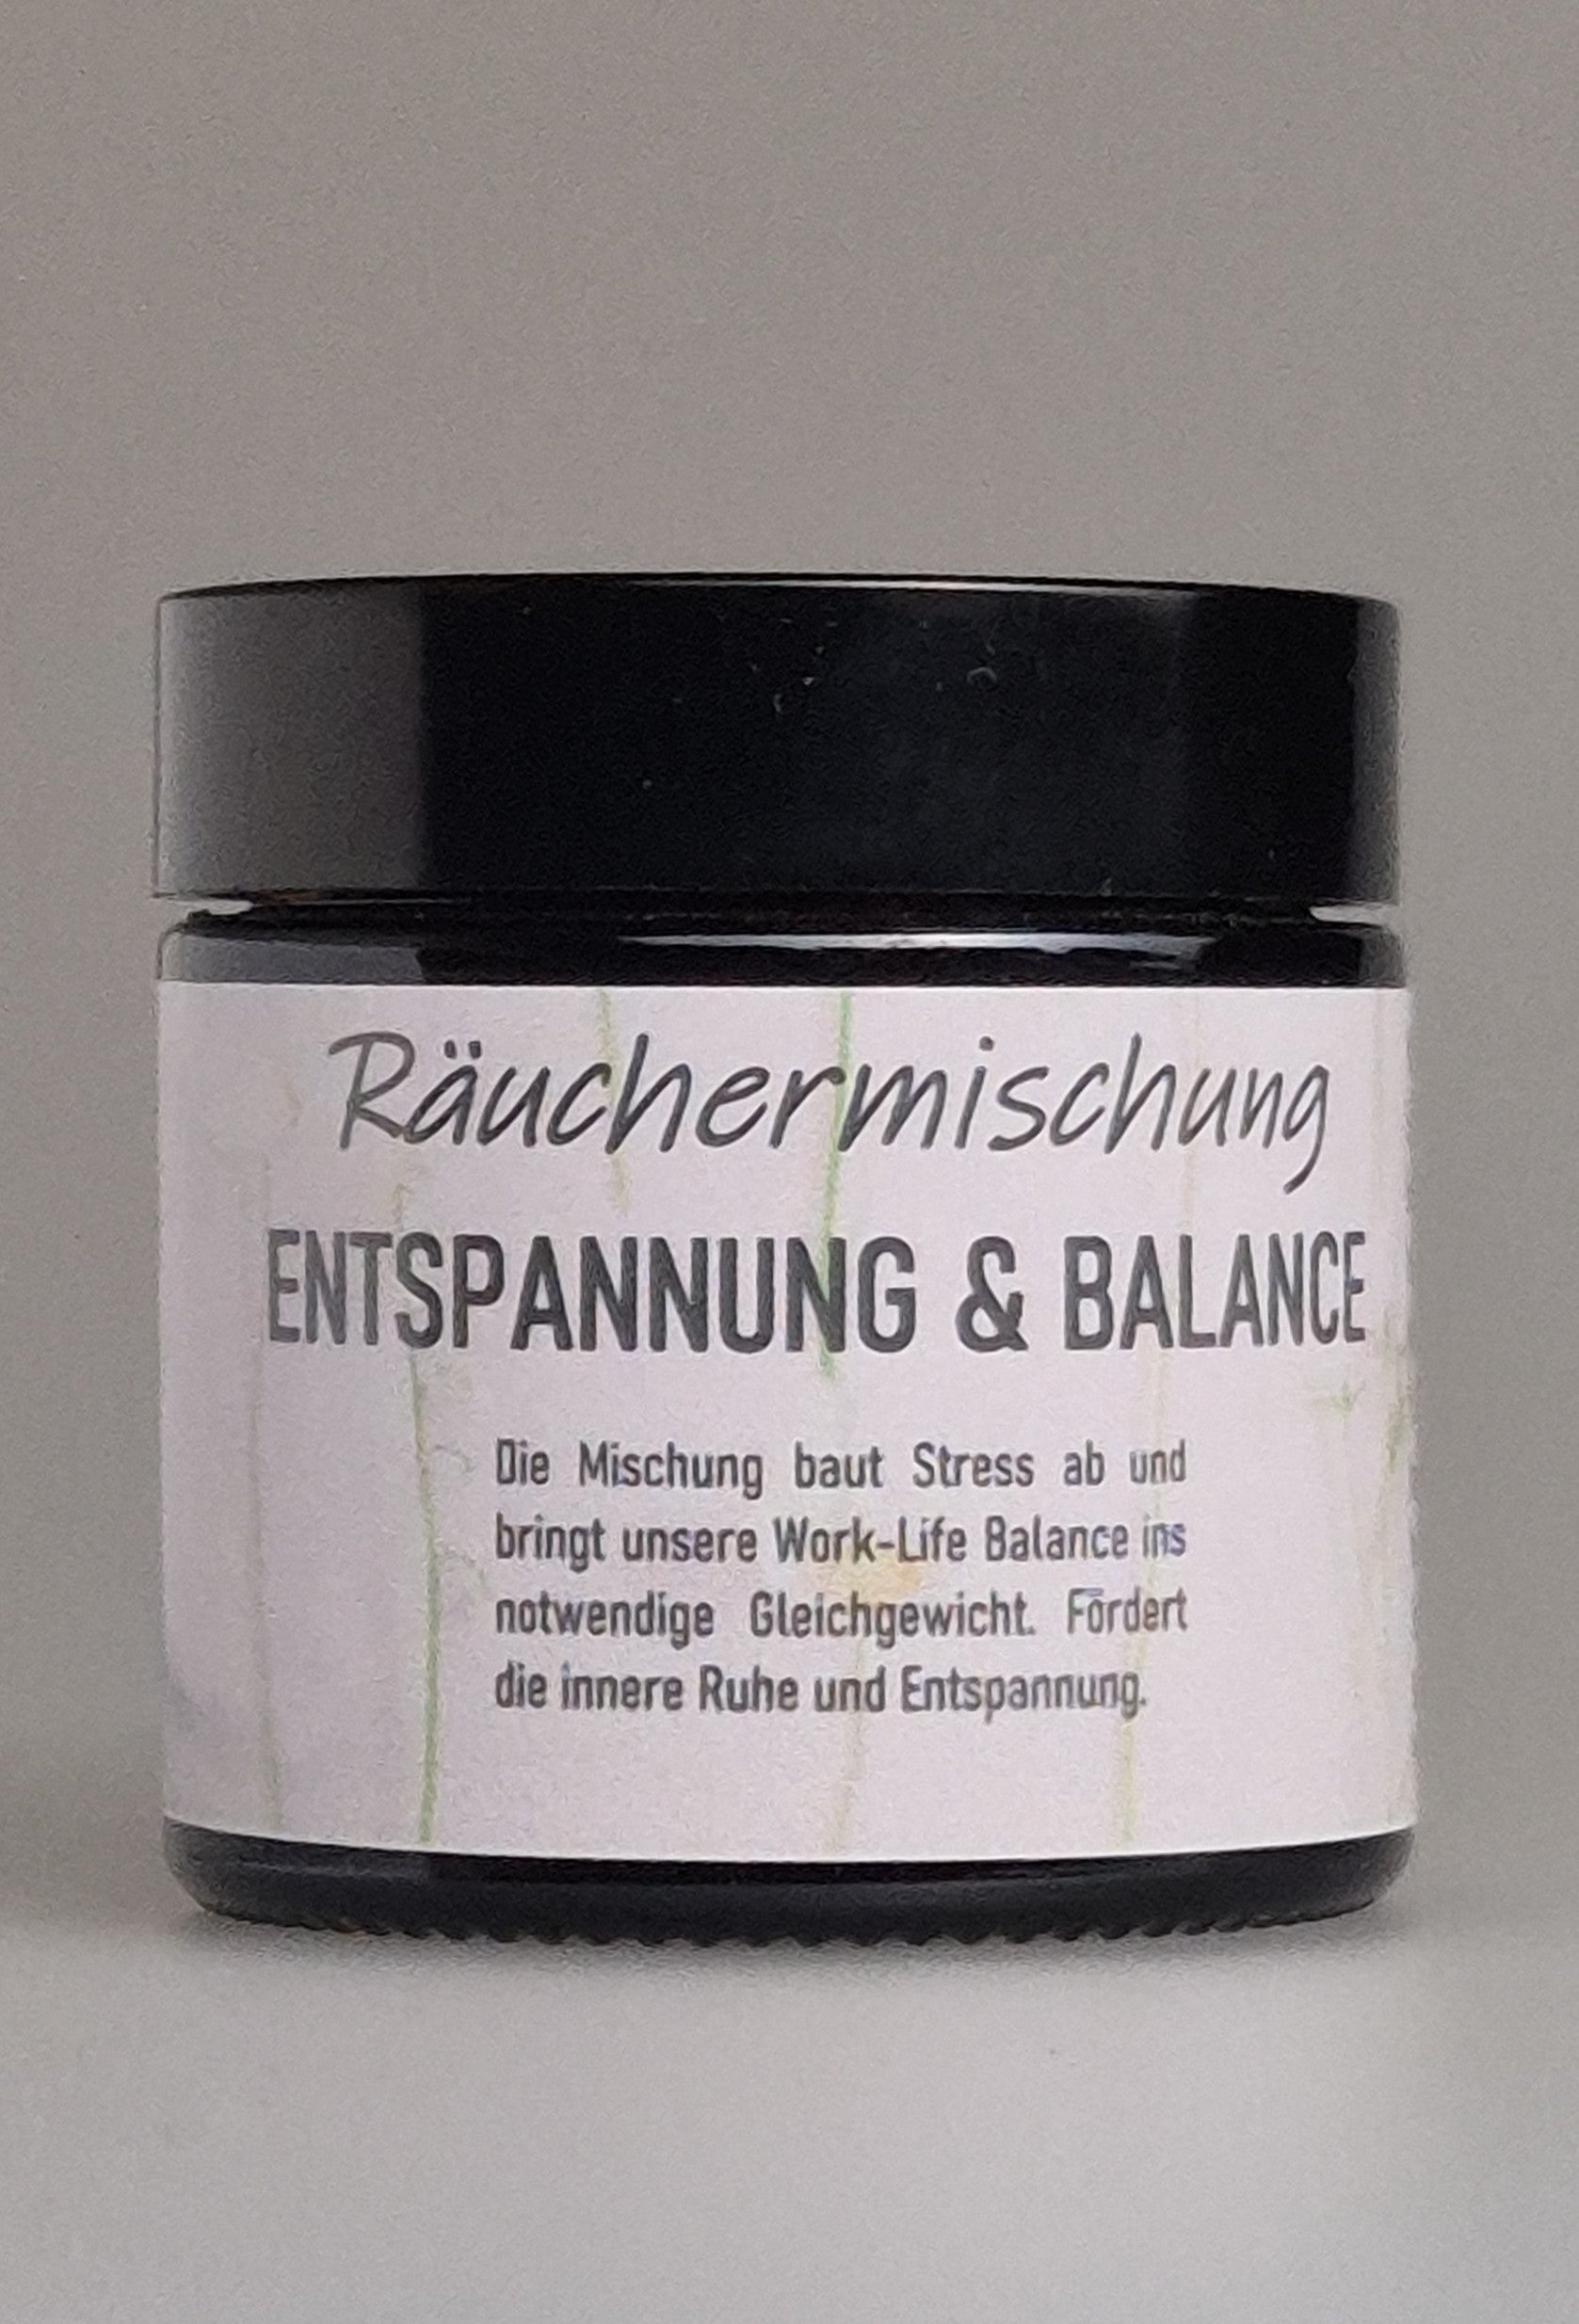 Räuchermischung
ENTSPANNUNG & BALANCE
Die Mischung baut Stress ab und
bringt unsere Work-Life Balance ins
notwendige Gleichgewicht. Fördert
die innere Ruhe und Entspannung.